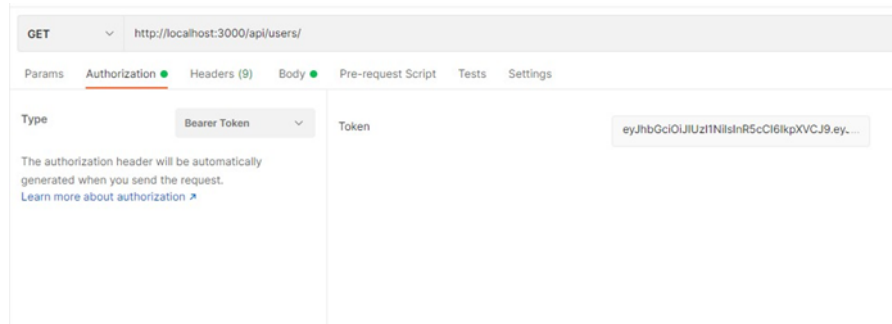 GET http://localhost:3000/api/users/
Params Authorization Headers (9) Body Pre-request Script Tests Settings
Type Bearer Token
Token eyJhbGciOiJIUzI1NiIsInR5cCI6IkpXVCJ9.ey....
The authorization header will be automatically
generated when you send the request.
Learn more about authorization ↗